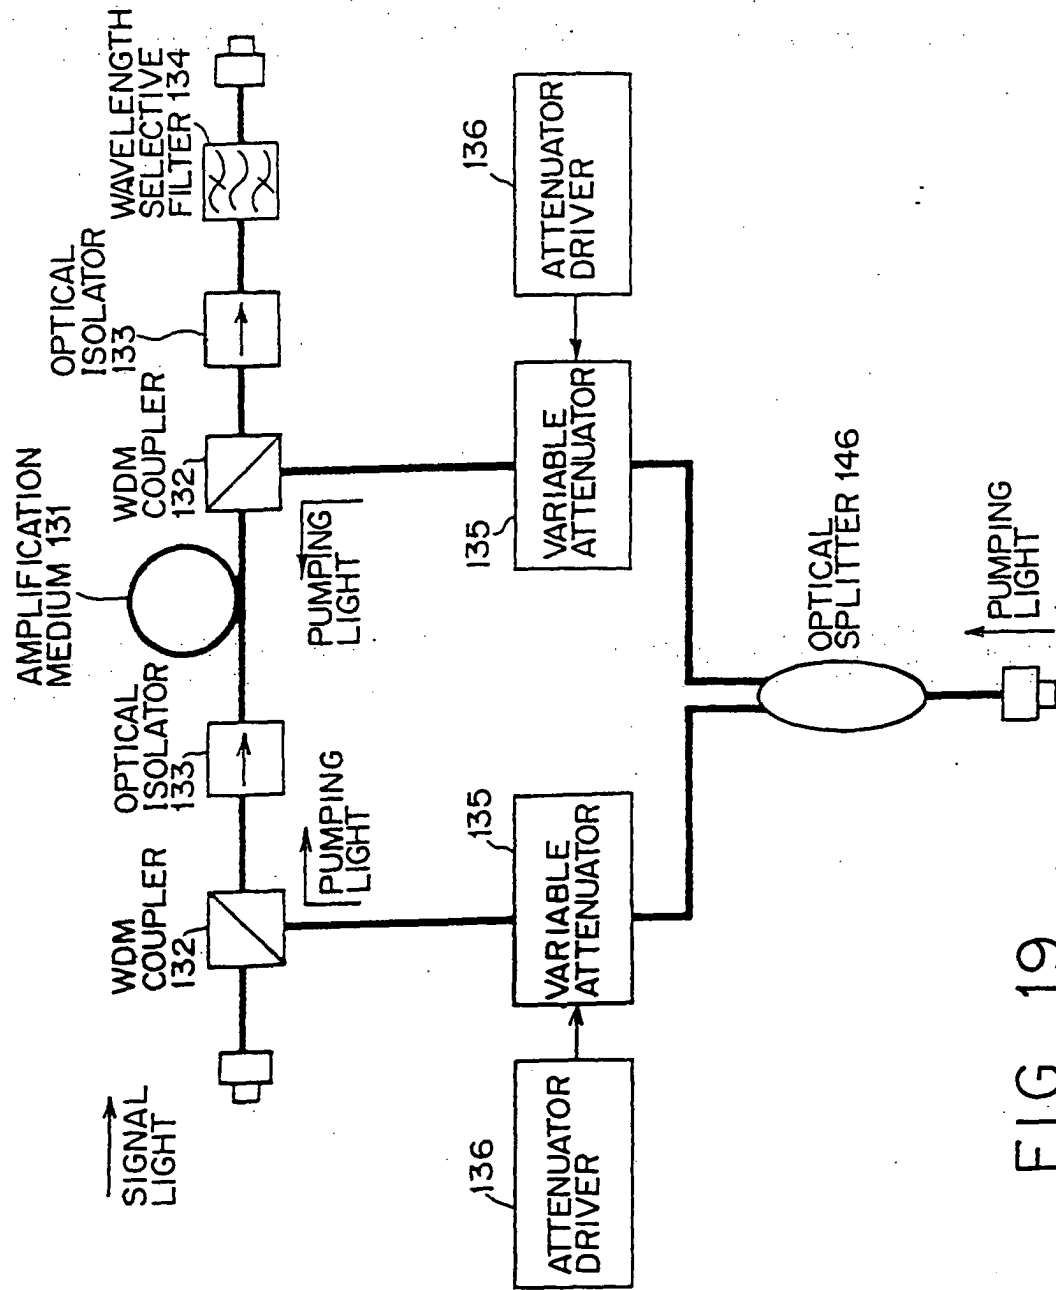 SIGNAL
LIGHT
WDM
COUPLER
132
OPTICAL
ISOLATOR
133
AMPLIFICATION
MEDIUM 131
WDM
COUPLER
132
OPTICAL
ISOLATOR
133
WAVELENGTH
SELECTIVE
FILTER 134
PUMPING
LIGHT
PUMPING
LIGHT
136
ATTENUATOR
DRIVER
135
VARIABLE
ATTENUATOR
135
VARIABLE
ATTENUATOR
136
ATTENUATOR
DRIVER
OPTICAL
SPLITTER 146
PUMPING
LIGHT
FIG 19